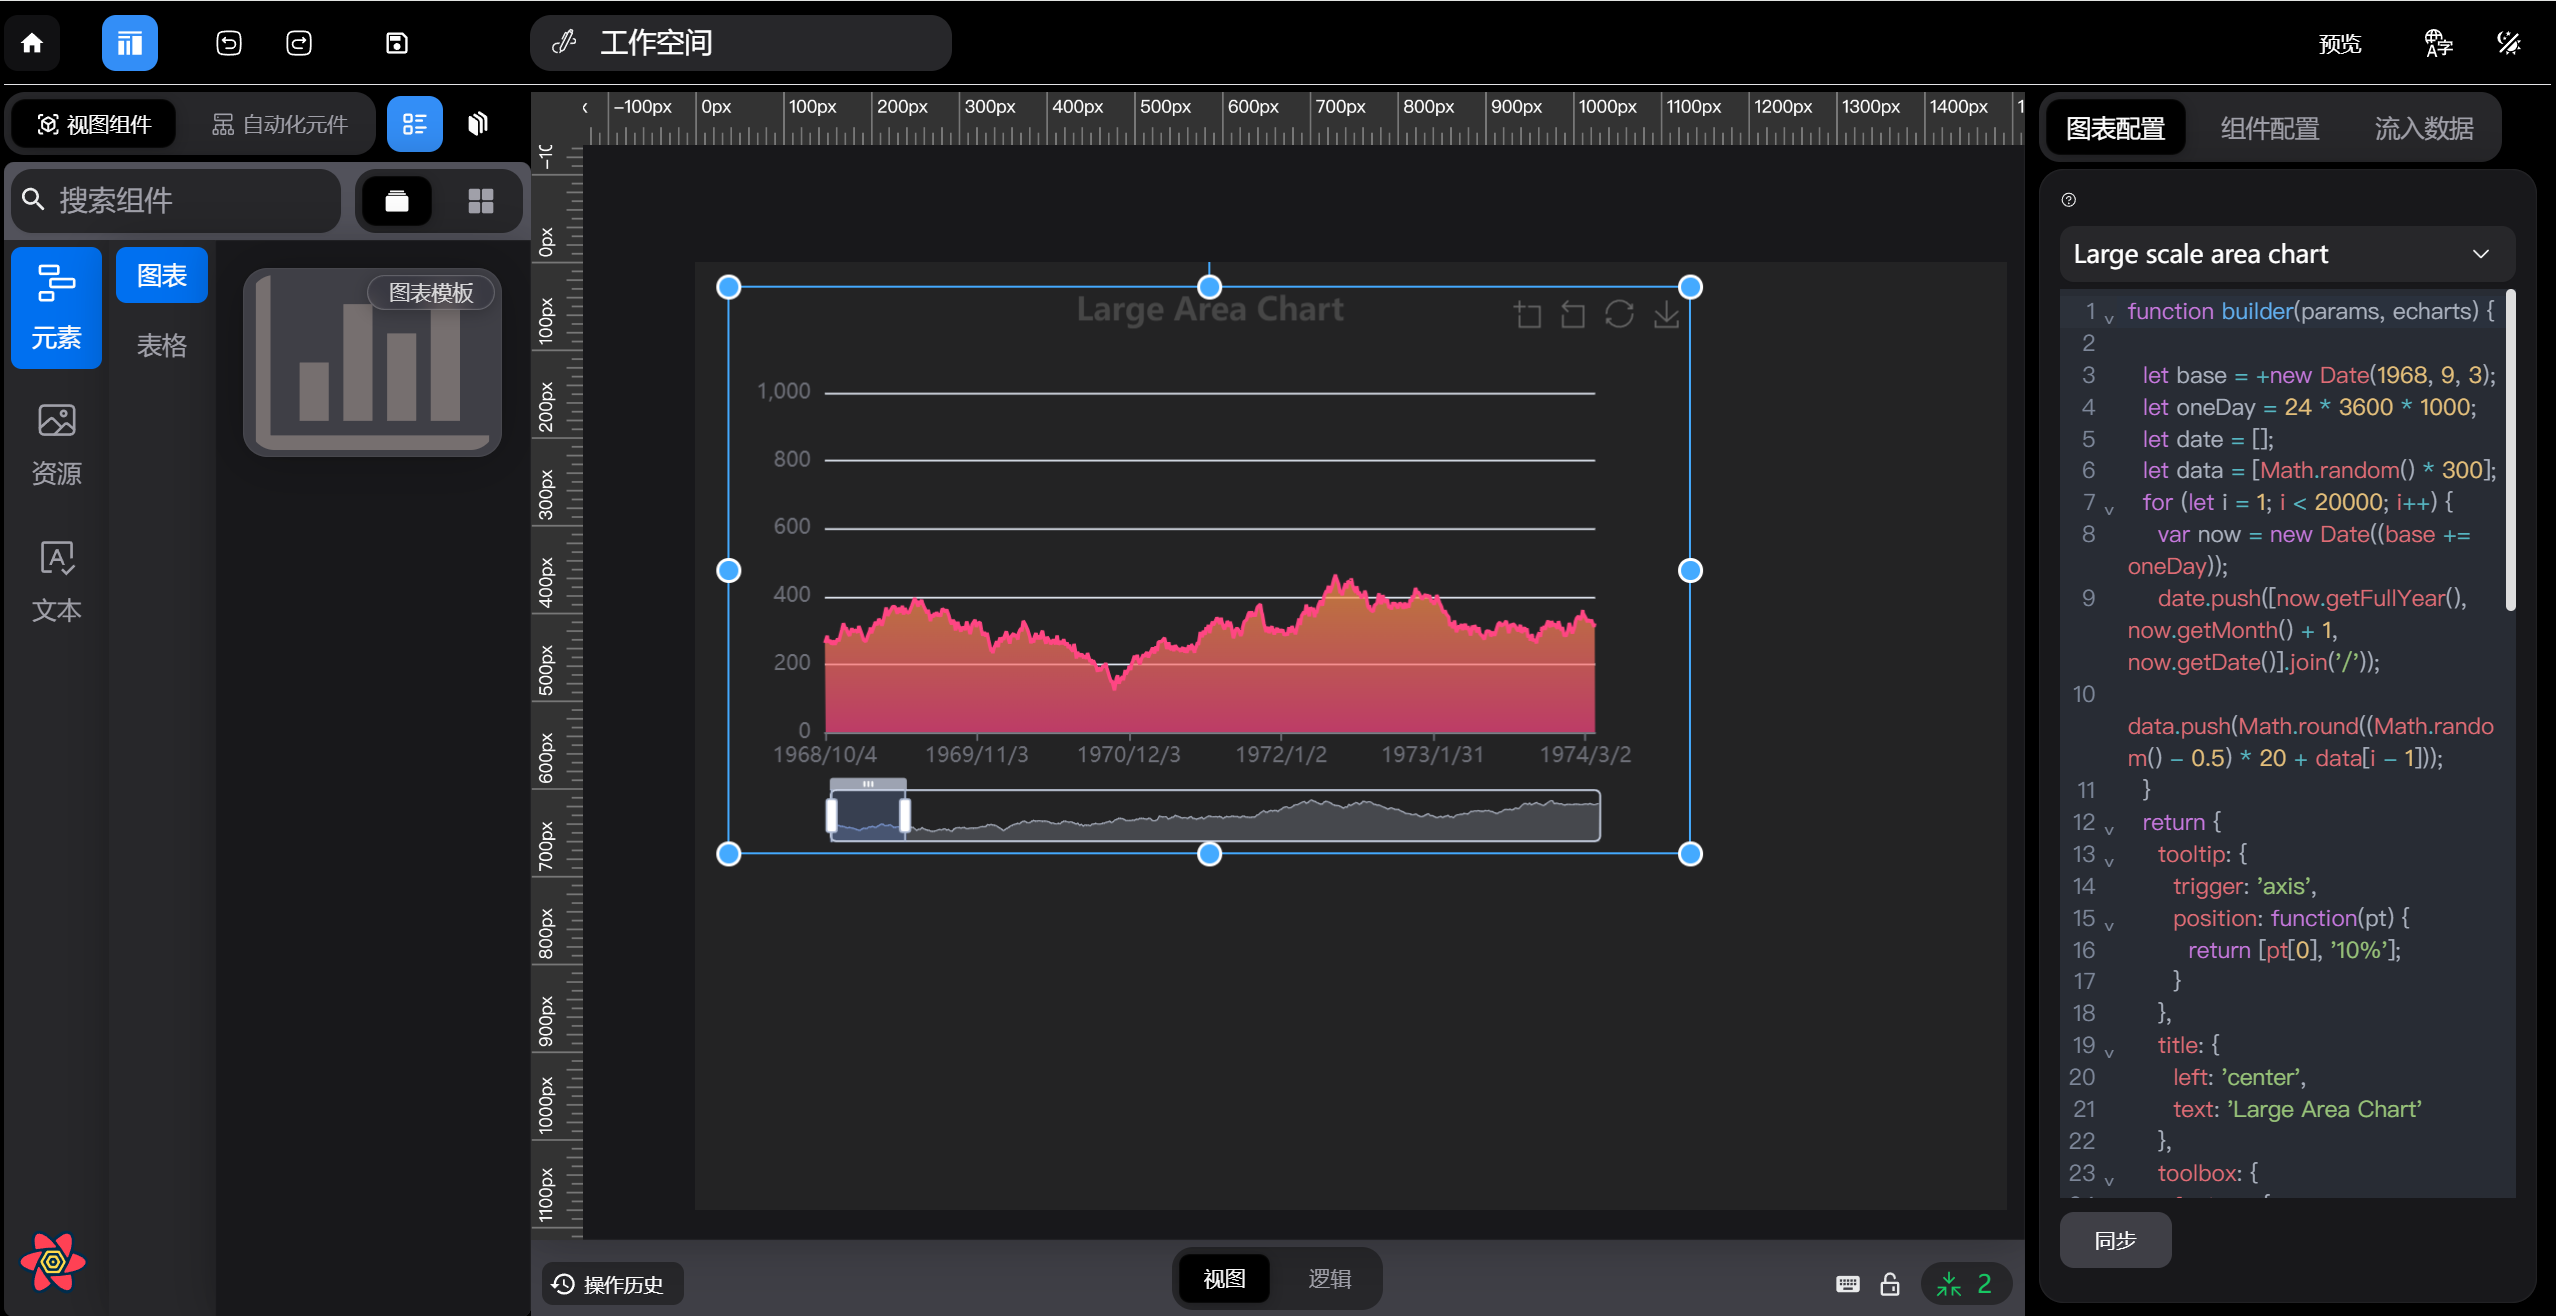 工作空间
预览
视图组件
自动化元件
搜索组件
元素
资源
文本
图表
表格
图表模板
-100px 0px 100px 200px 300px 400px 500px 600px 700px 800px 900px 1000px 1100px 1200px 1300px 1400px
0px
100px
200px
300px
400px
500px
600px
700px
800px
900px
1000px
1100px
Large Area Chart
1,000
800
600
400
200
0
1968/10/4 1969/11/3 1970/12/3 1972/1/2 1973/1/31 1974/3/2
操作历史
视图
逻辑
2
图表配置
组件配置
流入数据
Large scale area chart
1 function builder(params, echarts) {
2
3 let base = +new Date(1968, 9, 3);
4 let oneDay = 24 * 3600 * 1000;
5 let date = [];
6 let data = [Math.random() * 300];
7 for (let i = 1; i < 20000; i++) {
8 var now = new Date((base +=
oneDay));
9 date.push([now.getFullYear(),
now.getMonth() + 1,
now.getDate()].join('/'));
10
data.push(Math.round((Math.rando
m() - 0.5) * 20 + data[i - 1]));
11 }
12 return {
13 tooltip: {
14 trigger: 'axis',
15 position: function(pt) {
16 return [pt[0], '10%'];
17 }
18 },
19 title: {
20 left: 'center',
21 text: 'Large Area Chart'
22 },
23 toolbox: {
同步